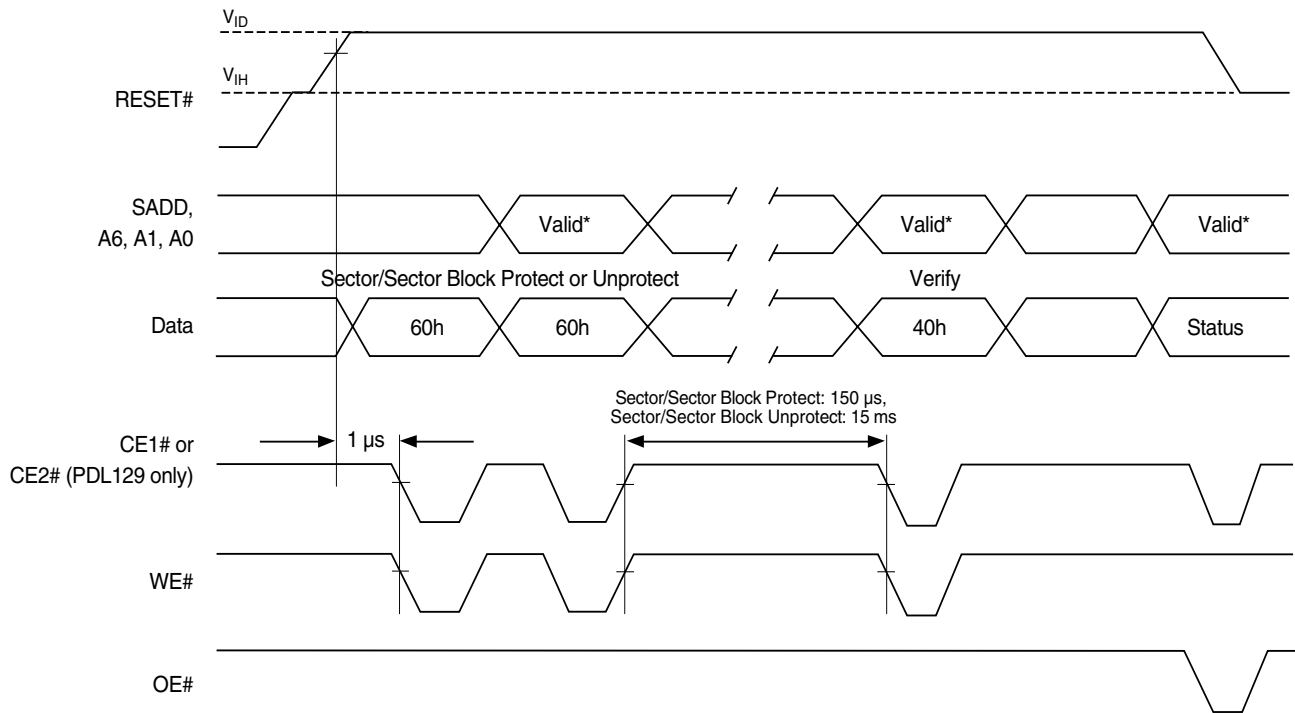 VID
VIH
RESET#
SADD,
A6, A1, A0
Valid*
Valid*
Valid*
Sector/Sector Block Protect or Unprotect
Verify
Data
60h
60h
40h
Status
Sector/Sector Block Protect: 150 µs,
Sector/Sector Block Unprotect: 15 ms
1 µs
CE1# or
CE2# (PDL129 only)
WE#
OE#